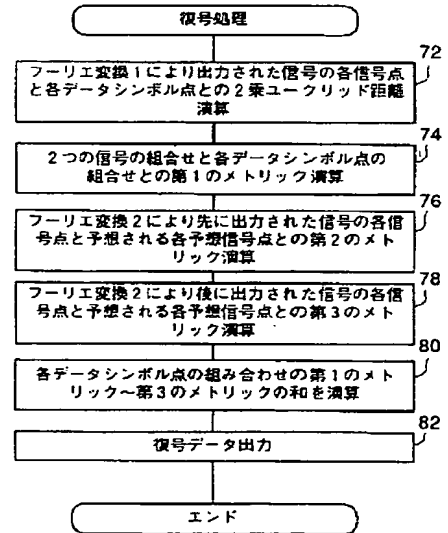 復号処理
72
フーリエ変換1により出力された信号の各信号点
と各データシンボル点との2乗ユークリッド距離
演算
74
2つの信号の組合せと各データシンボル点の
組合せとの第1のメトリック演算
76
フーリエ変換2により先に出力された信号の各信
号点と予想される各予想信号点との第2のメト
リック演算
78
フーリエ変換2により後に出力された信号の各信
号点と予想される各予想信号点との第3のメト
リック演算
80
各データシンボル点の組み合わせの第1のメト
リック~第3のメトリックの和を演算
82
復号データ出力
エンド